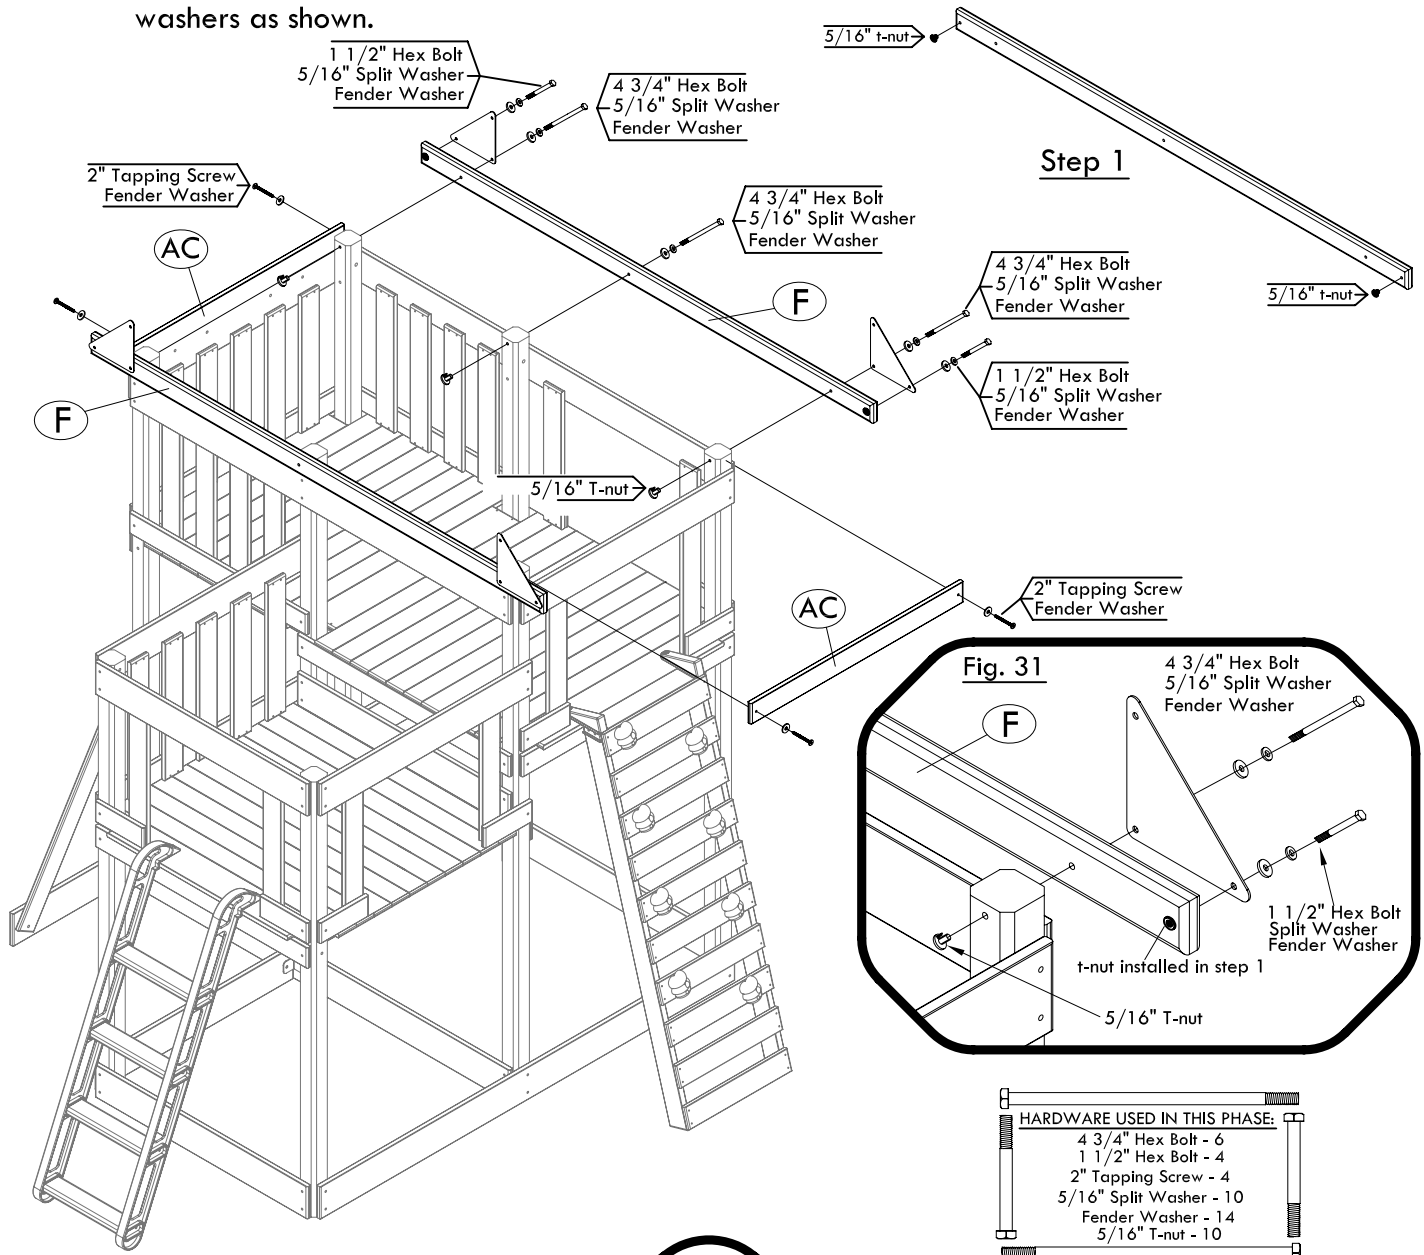 washers as shown.
1 1/2" Hex Bolt
5/16" Split Washer
Fender Washer
4 3/4" Hex Bolt
5/16" Split Washer
Fender Washer
5/16" t-nut
Step 1
2" Tapping Screw
Fender Washer
AC
4 3/4" Hex Bolt
5/16" Split Washer
Fender Washer
4 3/4" Hex Bolt
5/16" Split Washer
Fender Washer
5/16" t-nut
F
F
1 1/2" Hex Bolt
5/16" Split Washer
Fender Washer
5/16" T-nut
AC
2" Tapping Screw
Fender Washer
Fig. 31
4 3/4" Hex Bolt
5/16" Split Washer
Fender Washer
F
1 1/2" Hex Bolt
Split Washer
Fender Washer
t-nut installed in step 1
5/16" T-nut
HARDWARE USED IN THIS PHASE:
4 3/4" Hex Bolt - 6
1 1/2" Hex Bolt - 4
2" Tapping Screw - 4
5/16" Split Washer - 10
Fender Washer - 14
5/16" T-nut - 10